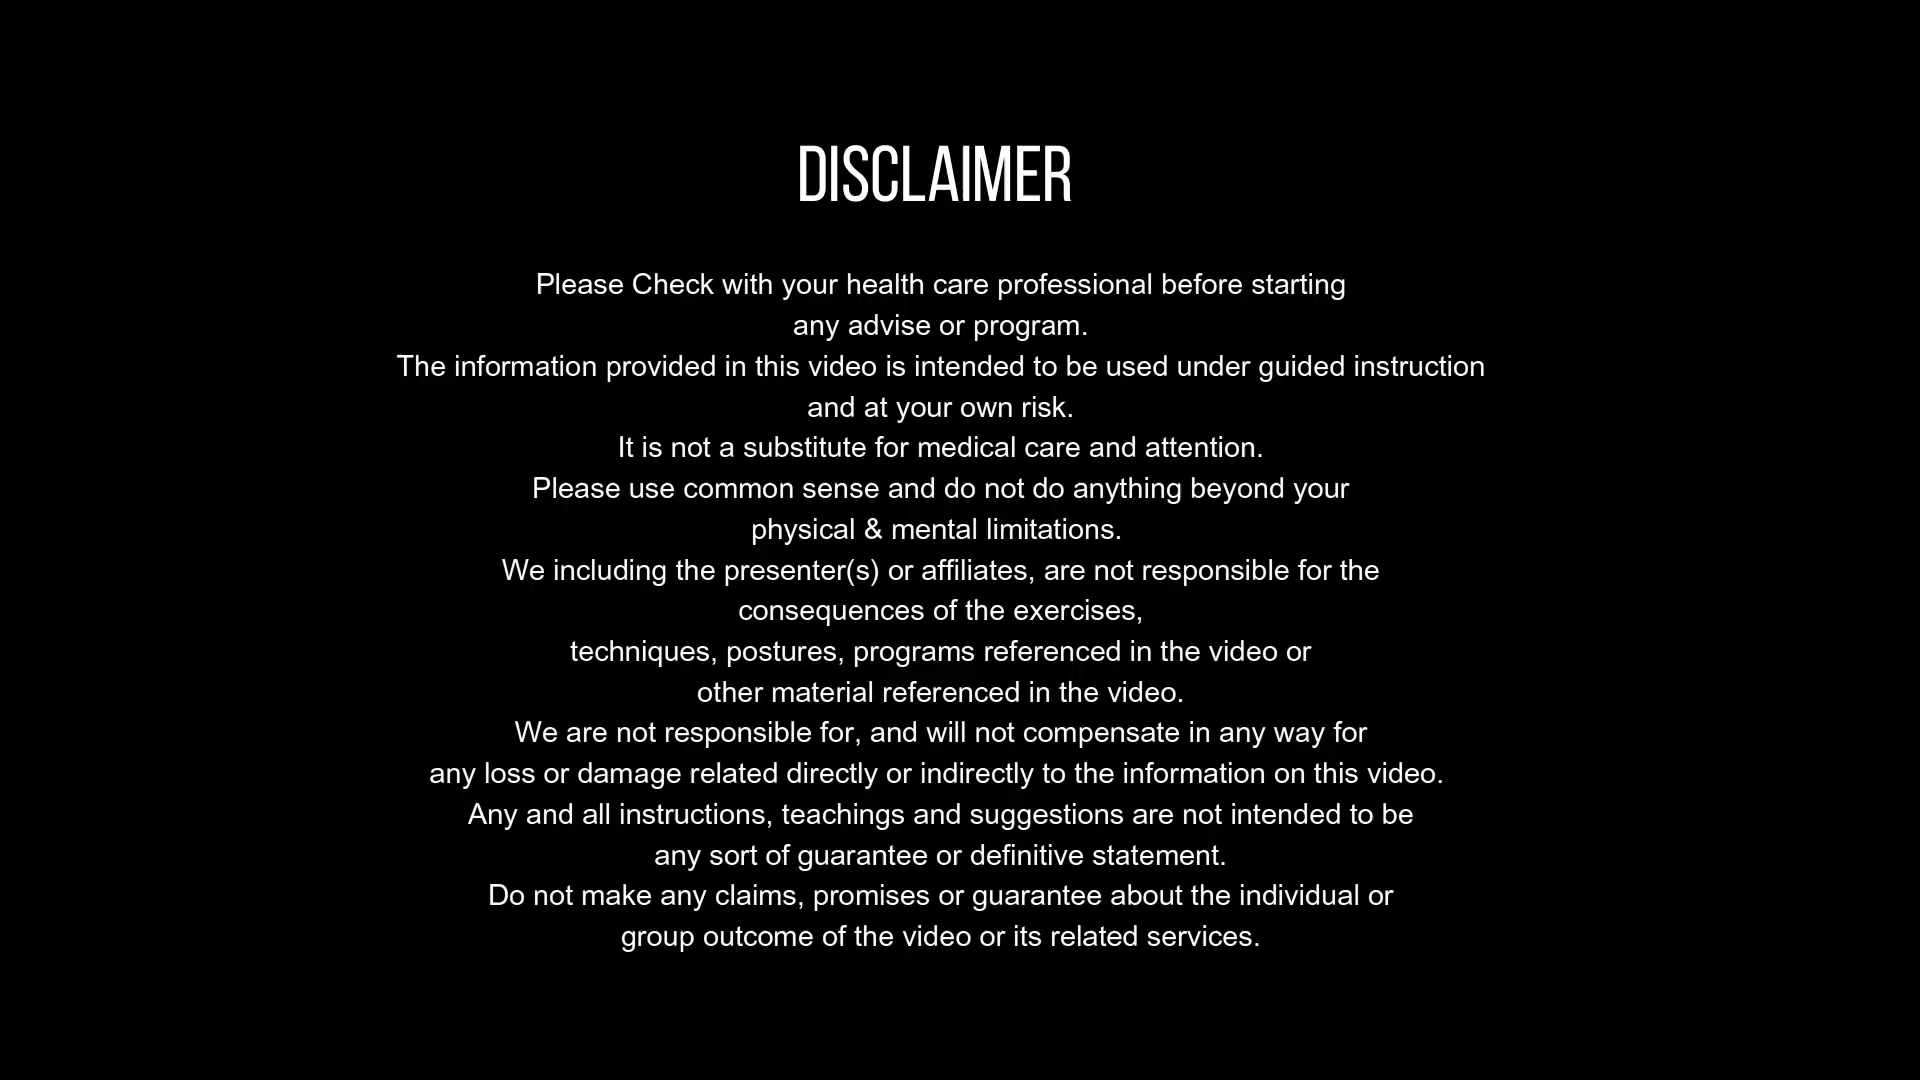 DISCLAIMER
Please Check with your health care professional before starting
any advise or program.
The information provided in this video is intended to be used under guided instruction
and at your own risk.
It is not a substitute for medical care and attention.
Please use common sense and do not do anything beyond your
physical & mental limitations.
We including the presenter(s) or affiliates, are not responsible for the
consequences of the exercises,
techniques, postures, programs referenced in the video or
other material referenced in the video.
We are not responsible for, and will not compensate in any way for
any loss or damage related directly or indirectly to the information on this video.
Any and all instructions, teachings and suggestions are not intended to be
any sort of guarantee or definitive statement.
Do not make any claims, promises or guarantee about the individual or
group outcome of the video or its related services.